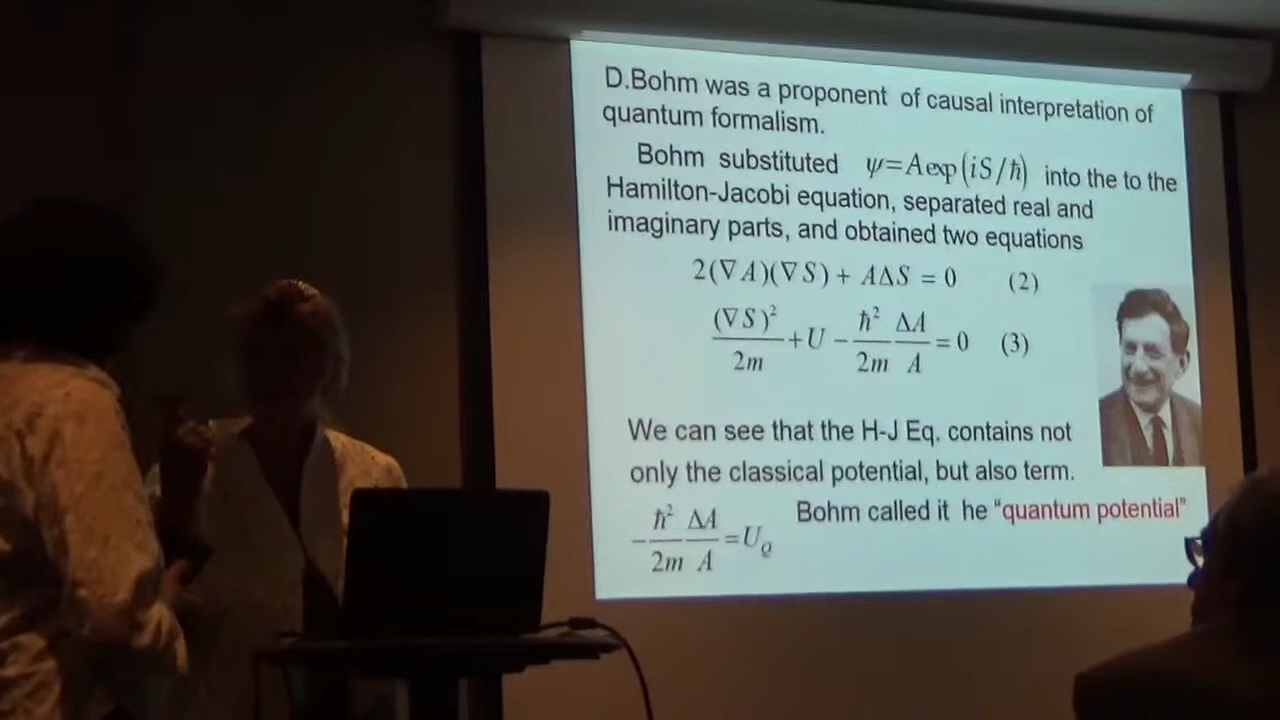 D.Bohm was a proponent of causal interpretation of
quantum formalism.
Bohm substituted ψ=Aexp(iS/ħ) into the to the
Hamilton-Jacobi equation, separated real and
imaginary parts, and obtained two equations
2(∇A)(∇S) + AΔS = 0 (2)
(∇S)²/2m + U − ħ²/2m ΔA/A = 0 (3)
We can see that the H-J Eq. contains not
only the classical potential, but also term.
−ħ²/2m ΔA/A = U_Q Bohm called it he “quantum potential”